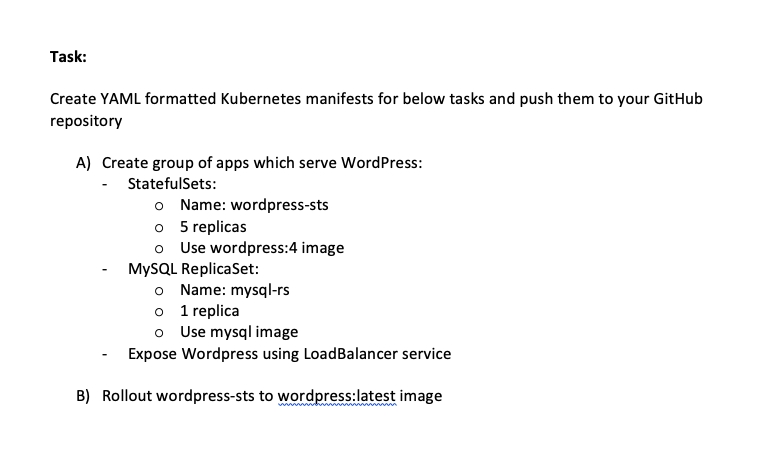 Task:
Create YAML formatted Kubernetes manifests for below tasks and push them to your GitHub
repository
A) Create group of apps which serve WordPress:
- StatefulSets:
o Name: wordpress-sts
o 5 replicas
o Use wordpress:4 image
- MySQL ReplicaSet:
o Name: mysql-rs
o 1 replica
o Use mysql image
- Expose Wordpress using LoadBalancer service
B) Rollout wordpress-sts to wordpress:latest image